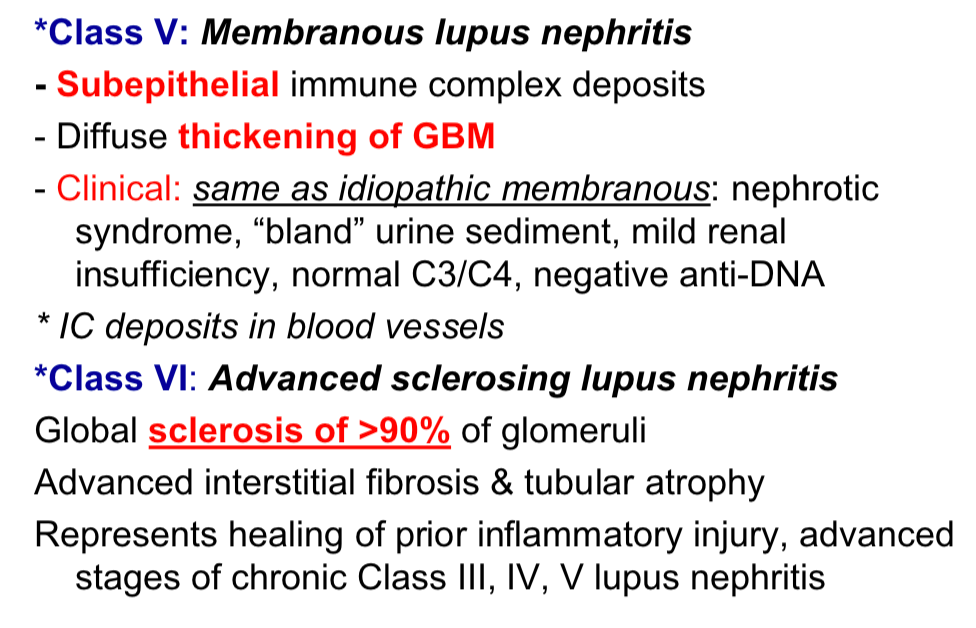 *Class V: Membranous lupus nephritis
- Subepithelial immune complex deposits
- Diffuse thickening of GBM
- Clinical: same as idiopathic membranous: nephrotic
syndrome, “bland” urine sediment, mild renal
insufficiency, normal C3/C4, negative anti-DNA
* IC deposits in blood vessels
*Class VI: Advanced sclerosing lupus nephritis
Global sclerosis of >90% of glomeruli
Advanced interstitial fibrosis & tubular atrophy
Represents healing of prior inflammatory injury, advanced
stages of chronic Class III, IV, V lupus nephritis